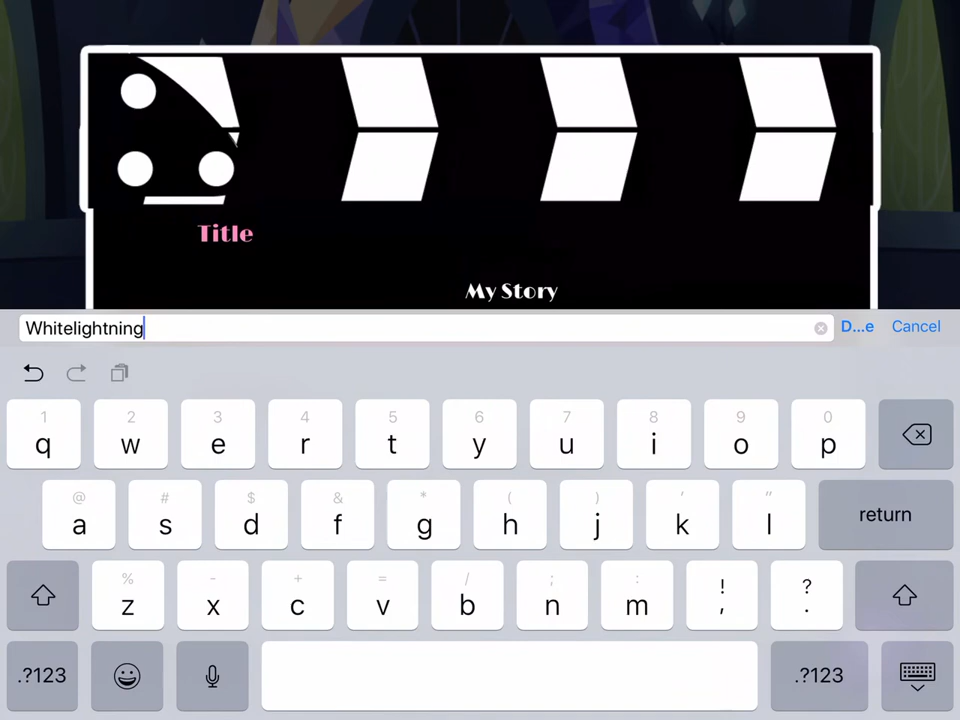 Title
My Story
Whitelightning
D...e Cancel
1 2 3 4 5 6 7 8 9 0
q w e r t y u i o p
@ # $ & * ( ) ' "
a s d f g h j k l return
% - + = / ; : ! ?
z x c v b n m , .
.?123 .?123